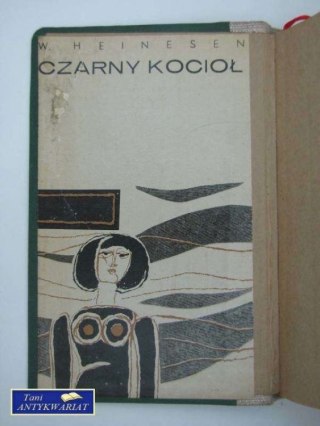 W. HEINESEN
CZARNY KOCIOŁ
Tani
ANTYKWARIAT